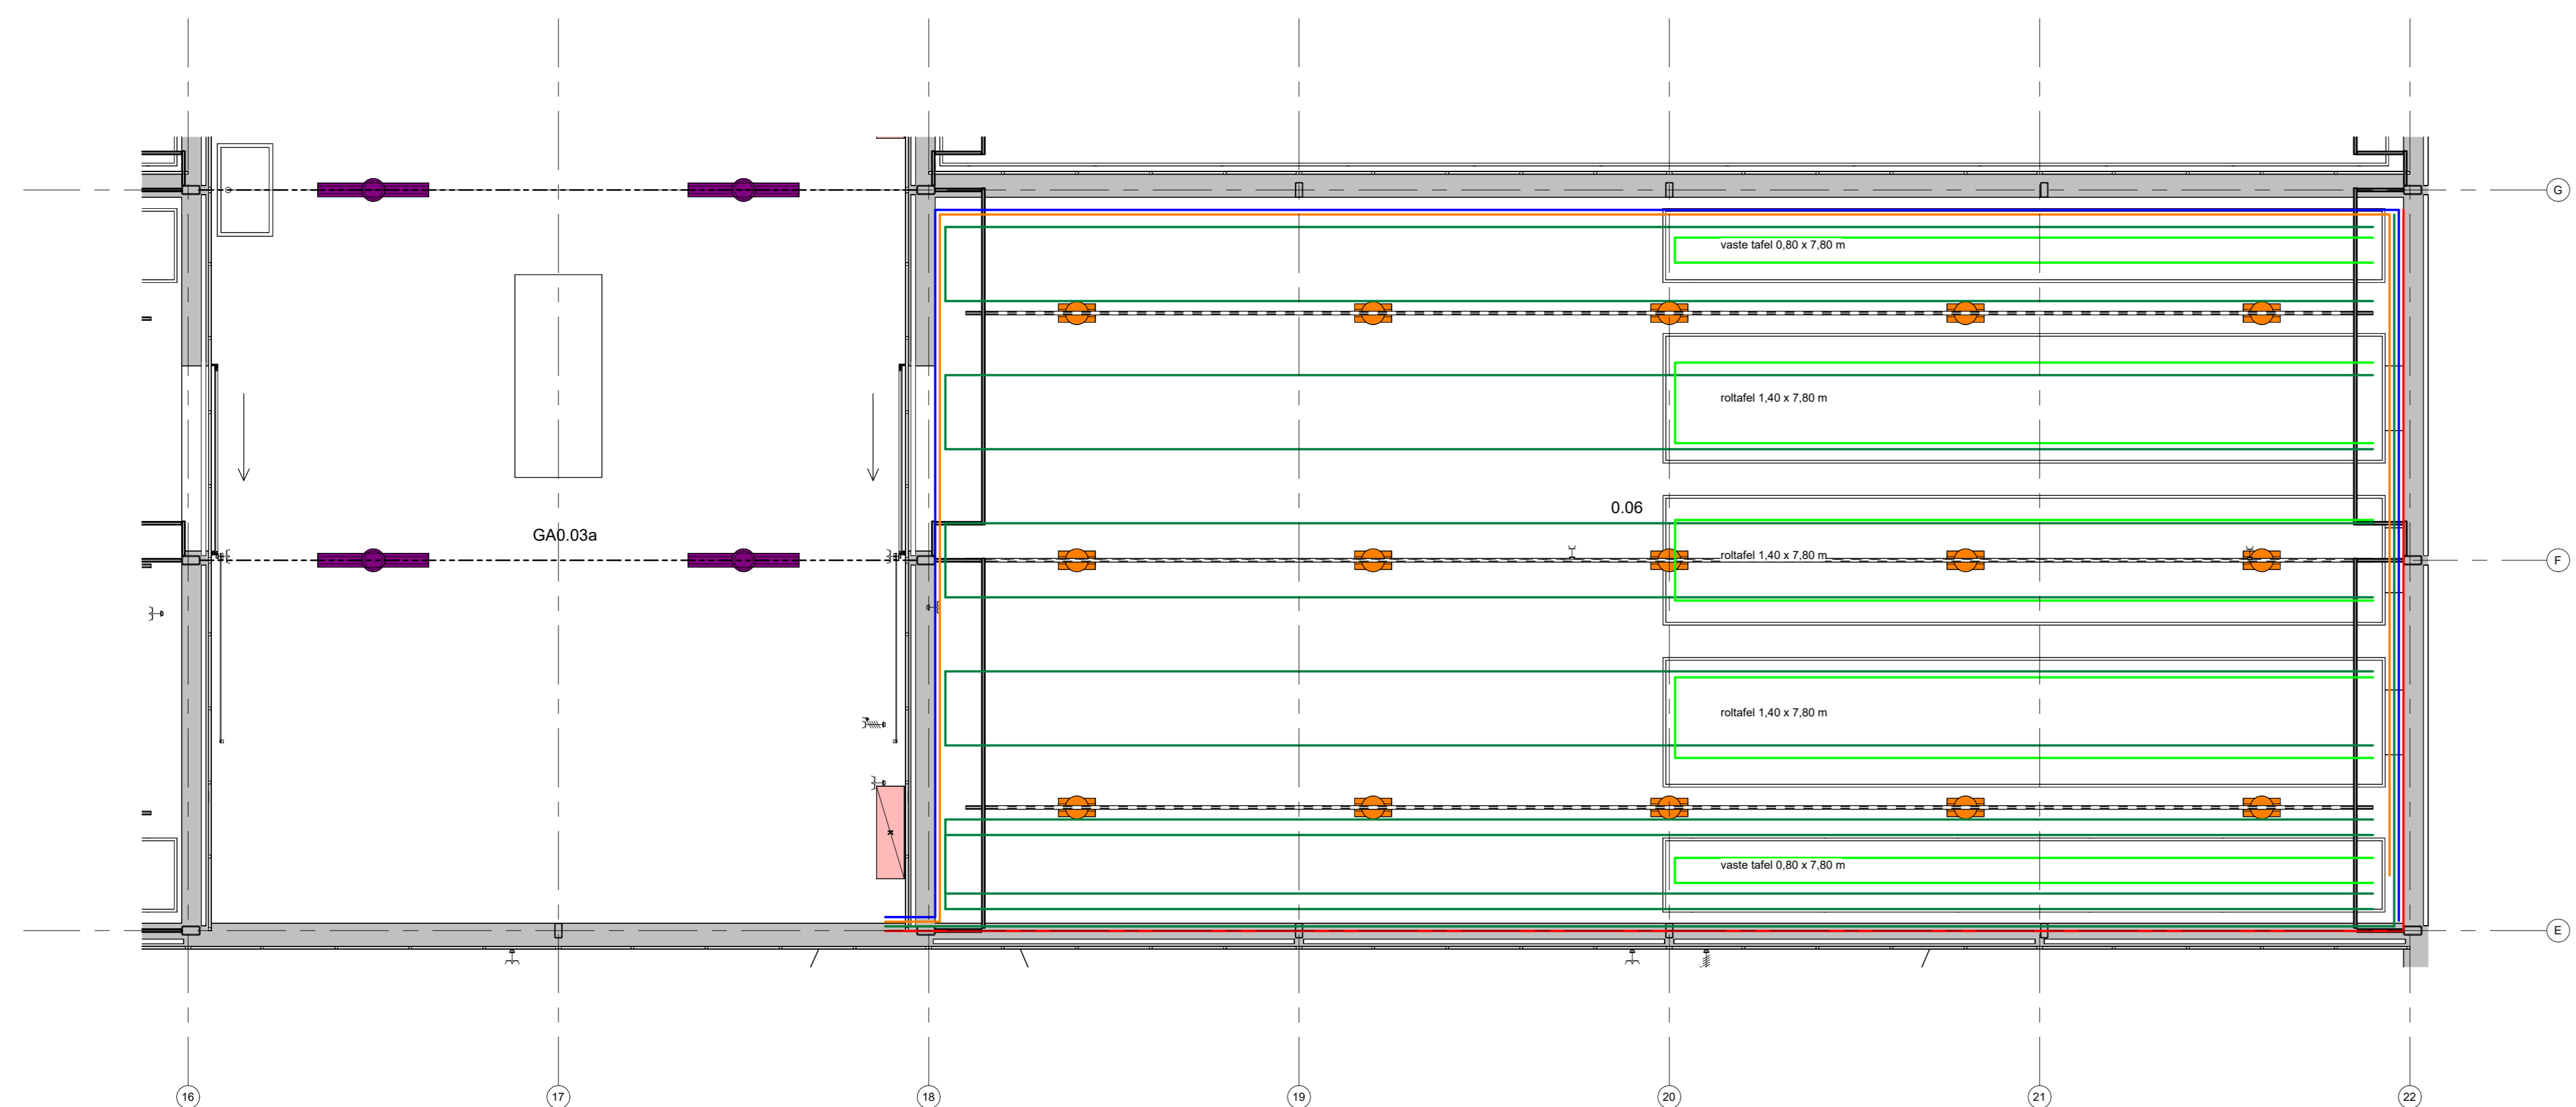 G
vaste tafel 0,80 x 7,80 m
roltafel 1,40 x 7,80 m
0.06
GA0.03a
roltafel 1,40 x 7,80 m
F
roltafel 1,40 x 7,80 m
vaste tafel 0,80 x 7,80 m
E
16
17
18
19
20
21
22